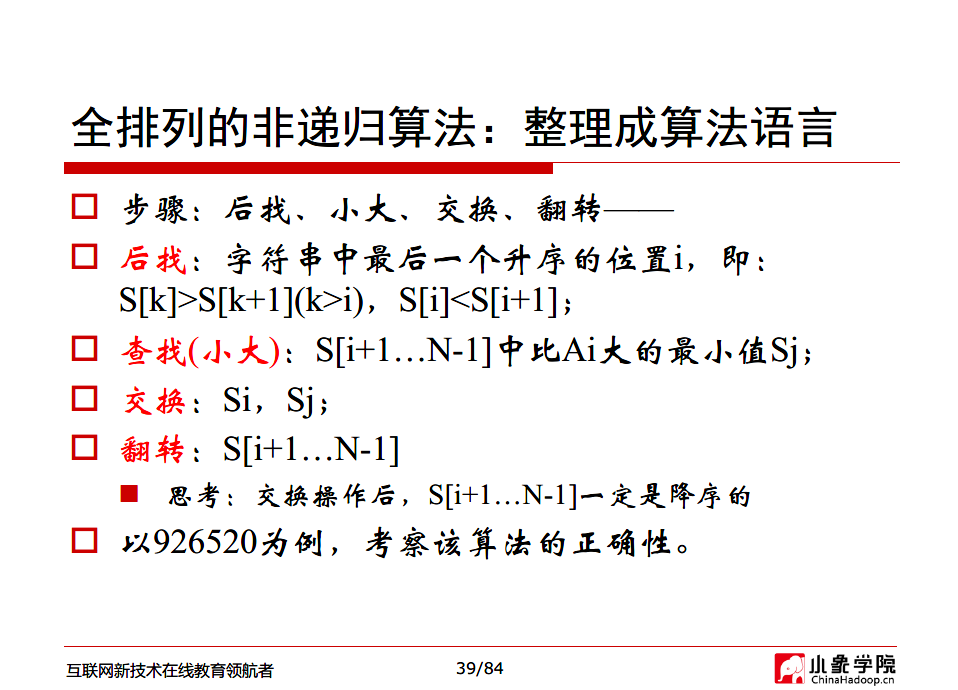 全排列的非递归算法：整理成算法语言
步骤：后找、小大、交换、翻转——
后找：字符串中最后一个升序的位置i，即：
S[k]>S[k+1](k>i)，S[i]<S[i+1]；
查找(小大)：S[i+1…N-1]中比Ai大的最小值Sj；
交换：Si，Sj；
翻转：S[i+1…N-1]
思考：交换操作后，S[i+1…N-1]一定是降序的
以926520为例，考察该算法的正确性。
互联网新技术在线教育领航者
39/84
小象学院
ChinaHadoop.cn